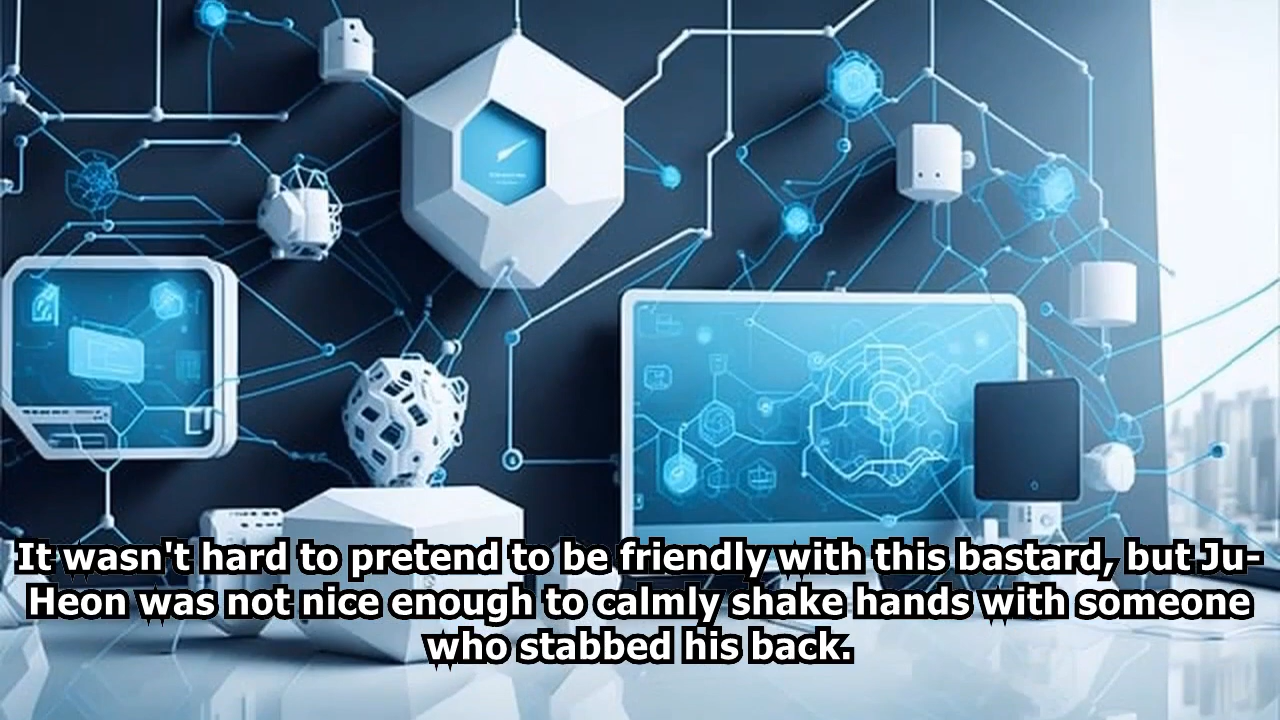 It wasn't hard to pretend to be friendly with this bastard, but Ju-
Heon was not nice enough to calmly shake hands with someone
who stabbed his back.